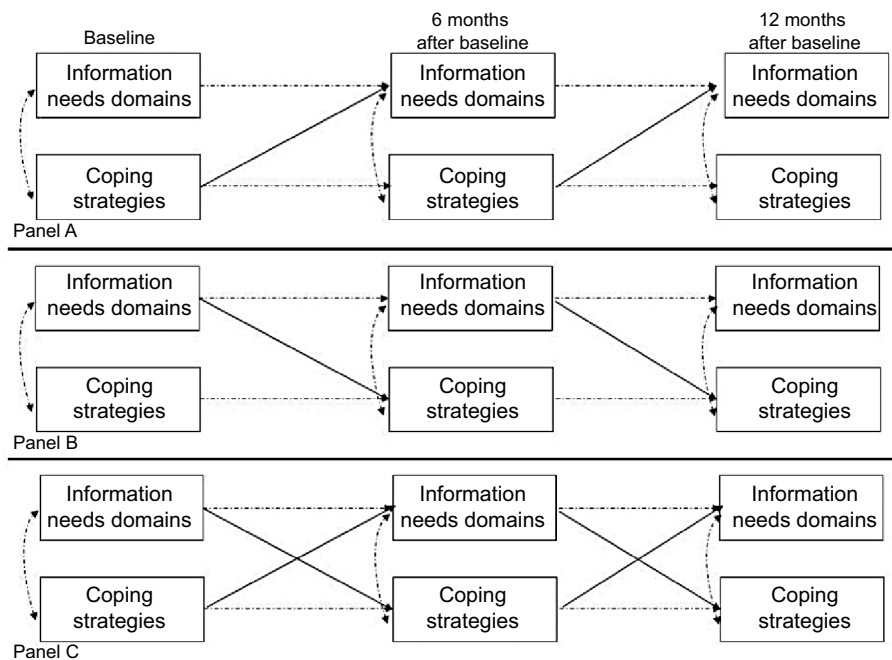 Baseline
6 months
after baseline
12 months
after baseline
Information
needs domains
Information
needs domains
Information
needs domains
Coping
strategies
Coping
strategies
Coping
strategies
Panel A
Information
needs domains
Information
needs domains
Information
needs domains
Coping
strategies
Coping
strategies
Coping
strategies
Panel B
Information
needs domains
Information
needs domains
Information
needs domains
Coping
strategies
Coping
strategies
Coping
strategies
Panel C